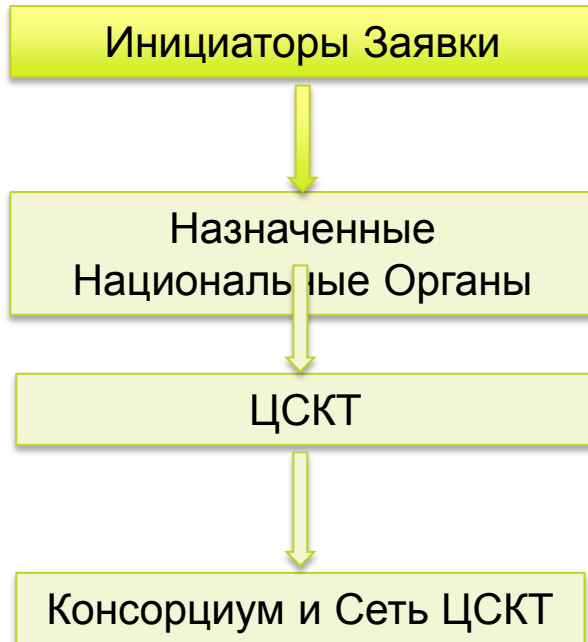 Инициаторы Заявки
Назначенные
Национальные Органы
ЦСКТ
Консорциум и Сеть ЦСКТ